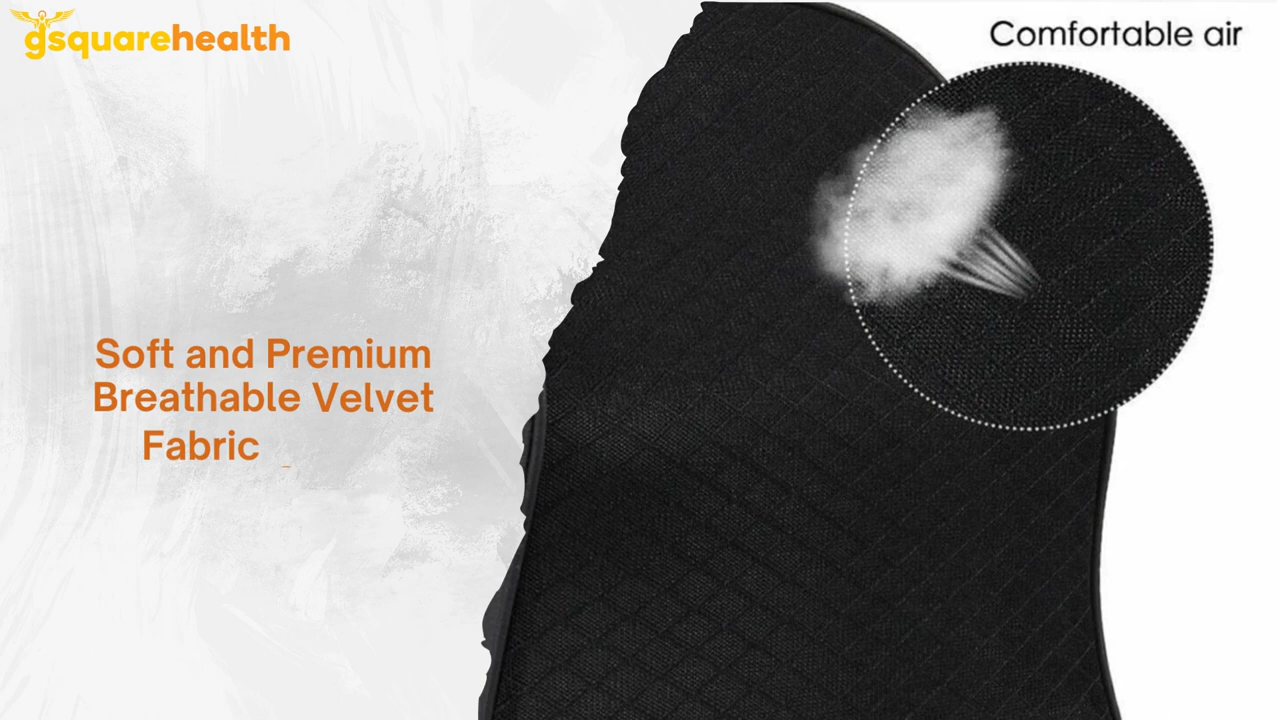 gsquarehealth
Comfortable air
Soft and Premium
Breathable Velvet
Fabric